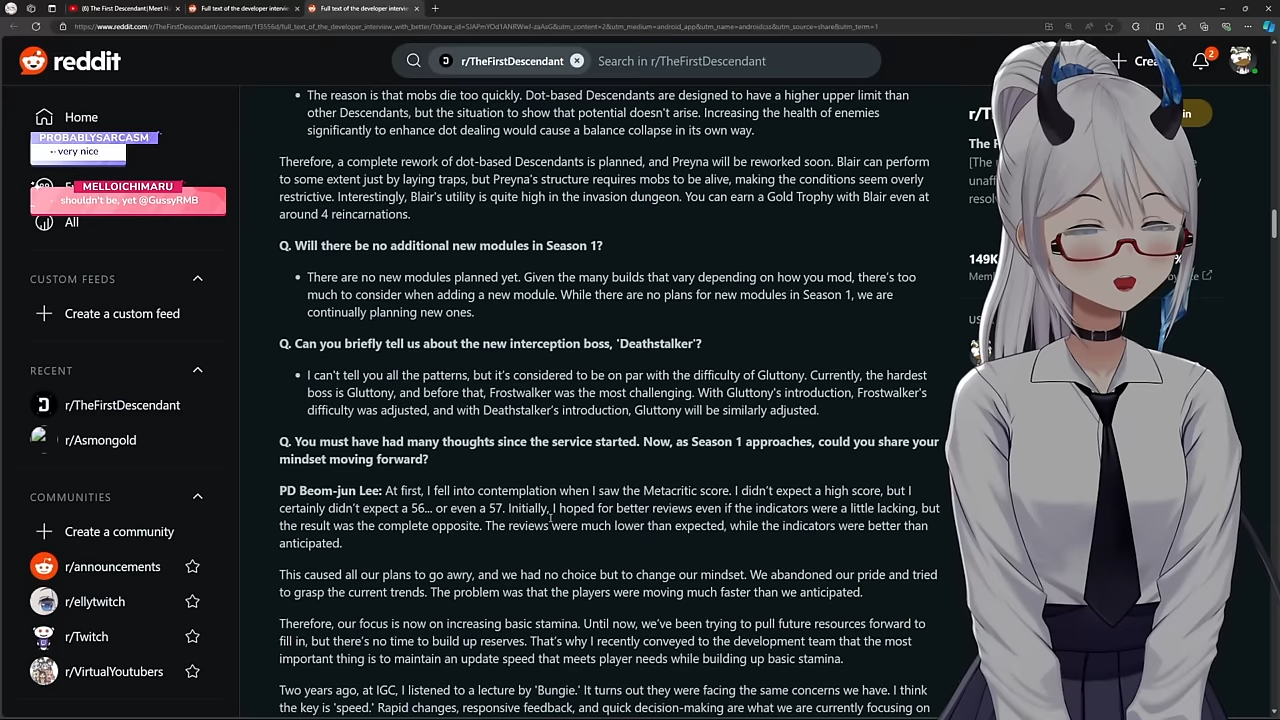 (6) The First Descendant| Meet H
Full text of the developer interview
Full text of the developer interview
reddit
r/TheFirstDescendant
Search in r/TheFirstDescendant
2
Home
PROBABLYSARCASM
very nice
MELLOICHIMARU
shouldn't be, yet @GussyRMB
All
CUSTOM FEEDS
Create a custom feed
RECENT
r/TheFirstDescendant
r/Asmongold
COMMUNITIES
Create a community
r/announcements
r/ellytwitch
r/Twitch
r/VirtualYoutubers
The reason is that mobs die too quickly. Dot-based Descendants are designed to have a higher upper limit than
other Descendants, but the situation to show that potential doesn't arise. Increasing the health of enemies
significantly to enhance dot dealing would cause a balance collapse in its own way.
Therefore, a complete rework of dot-based Descendants is planned, and Preyna will be reworked soon. Blair can perform
to some extent just by laying traps, but Preyna's structure requires mobs to be alive, making the conditions seem overly
restrictive. Interestingly, Blair's utility is quite high in the invasion dungeon. You can earn a Gold Trophy with Blair even at
around 4 reincarnations.
Q. Will there be no additional new modules in Season 1?
There are no new modules planned yet. Given the many builds that vary depending on how you mod, there's too
much to consider when adding a new module. While there are no plans for new modules in Season 1, we are
continually planning new ones.
Q. Can you briefly tell us about the new interception boss, 'Deathstalker'?
I can't tell you all the patterns, but it's considered to be on par with the difficulty of Gluttony. Currently, the hardest
boss is Gluttony, and before that, Frostwalker was the most challenging. With Gluttony's introduction, Frostwalker's
difficulty was adjusted, and with Deathstalker's introduction, Gluttony will be similarly adjusted.
Q. You must have had many thoughts since the service started. Now, as Season 1 approaches, could you share your
mindset moving forward?
PD Beom-jun Lee: At first, I fell into contemplation when I saw the Metacritic score. I didn't expect a high score, but I
certainly didn't expect a 56... or even a 57. Initially, I hoped for better reviews even if the indicators were a little lacking, but
the result was the complete opposite. The reviews were much lower than expected, while the indicators were better than
anticipated.
This caused all our plans to go awry, and we had no choice but to change our mindset. We abandoned our pride and tried
to grasp the current trends. The problem was that the players were moving much faster than we anticipated.
Therefore, our focus is now on increasing basic stamina. Until now, we've been trying to pull future resources forward to
fill in, but there's no time to build up reserves. That's why I recently conveyed to the development team that the most
important thing is to maintain an update speed that meets player needs while building up basic stamina.
Two years ago, at IGC, I listened to a lecture by 'Bungie.' It turns out they were facing the same concerns we have. I think
the key is 'speed.' Rapid changes, responsive feedback, and quick decision-making are what we are currently focusing on
149K